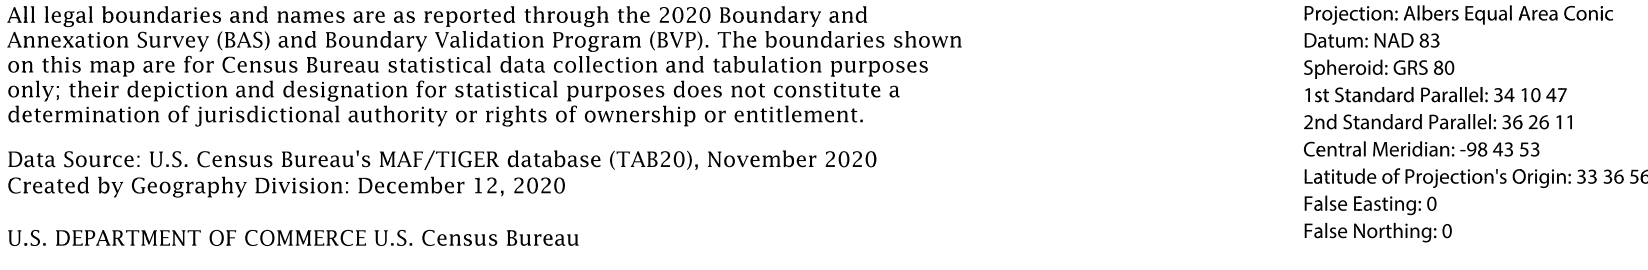 All legal boundaries and names are as reported through the 2020 Boundary and
Annexation Survey (BAS) and Boundary Validation Program (BVP). The boundaries shown
on this map are for Census Bureau statistical data collection and tabulation purposes
only; their depiction and designation for statistical purposes does not constitute a
determination of jurisdictional authority or rights of ownership or entitlement.
Data Source: U.S. Census Bureau's MAF/TIGER database (TAB20), November 2020
Created by Geography Division: December 12, 2020
U.S. DEPARTMENT OF COMMERCE U.S. Census Bureau
Projection: Albers Equal Area Conic
Datum: NAD 83
Spheroid: GRS 80
1st Standard Parallel: 34 10 47
2nd Standard Parallel: 36 26 11
Central Meridian: -98 43 53
Latitude of Projection's Origin: 33 36 56
False Easting: 0
False Northing: 0